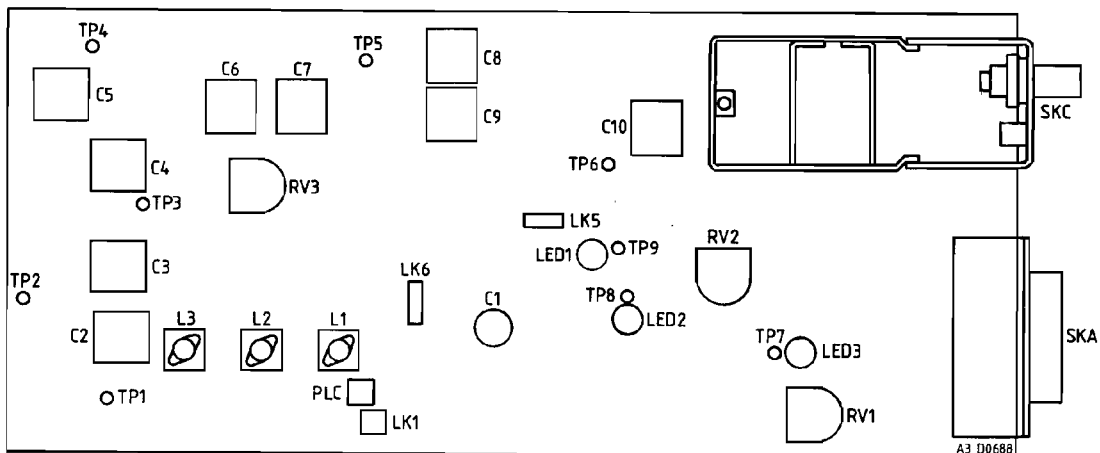 TP4
TP5
C8
C6
C7
C5
C9
SKC
C10
C4
TP6
RV3
TP3
LK5
RV2
LED1
TP9
C3
LK6
TP2
TP8
C1
LED2
L3
L2
L1
C2
SKA
TP7
LED3
PLC
TP1
LK1
RV1
A3 D0688